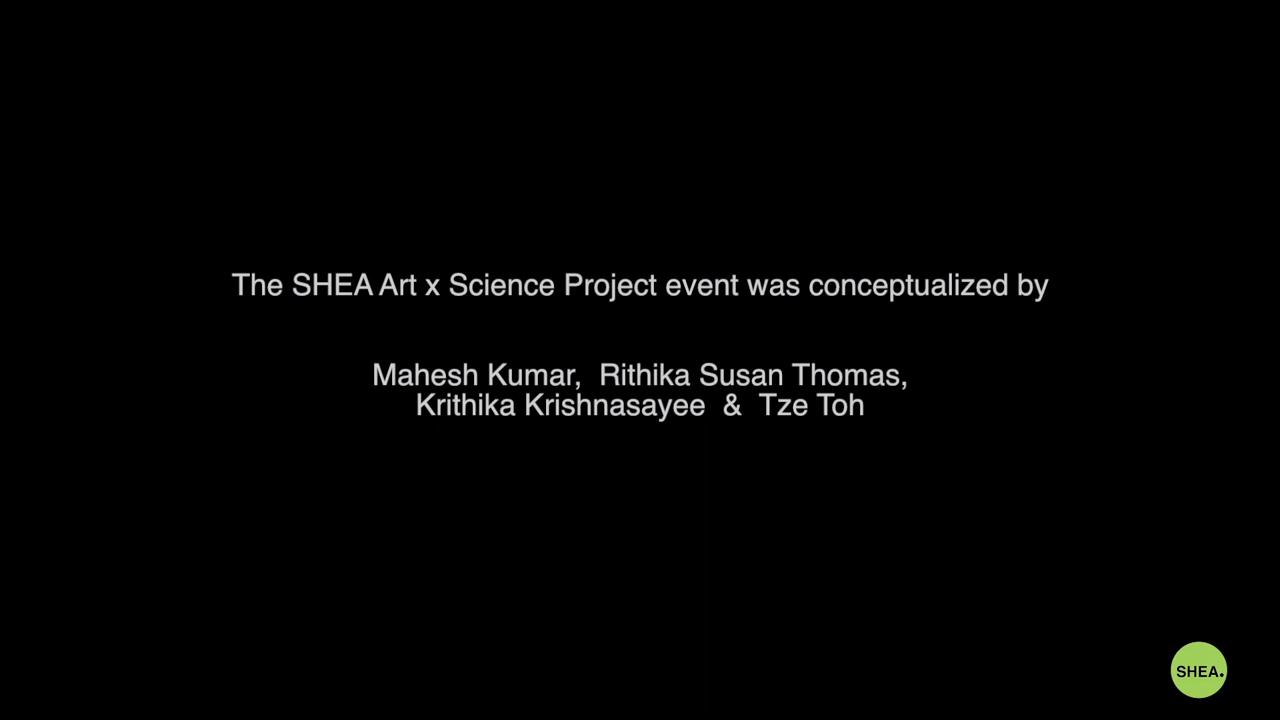 The SHEA Art x Science Project event was conceptualized by
Mahesh Kumar,  Rithika Susan Thomas,
Krithika Krishnasayee  &  Tze Toh
SHEA.